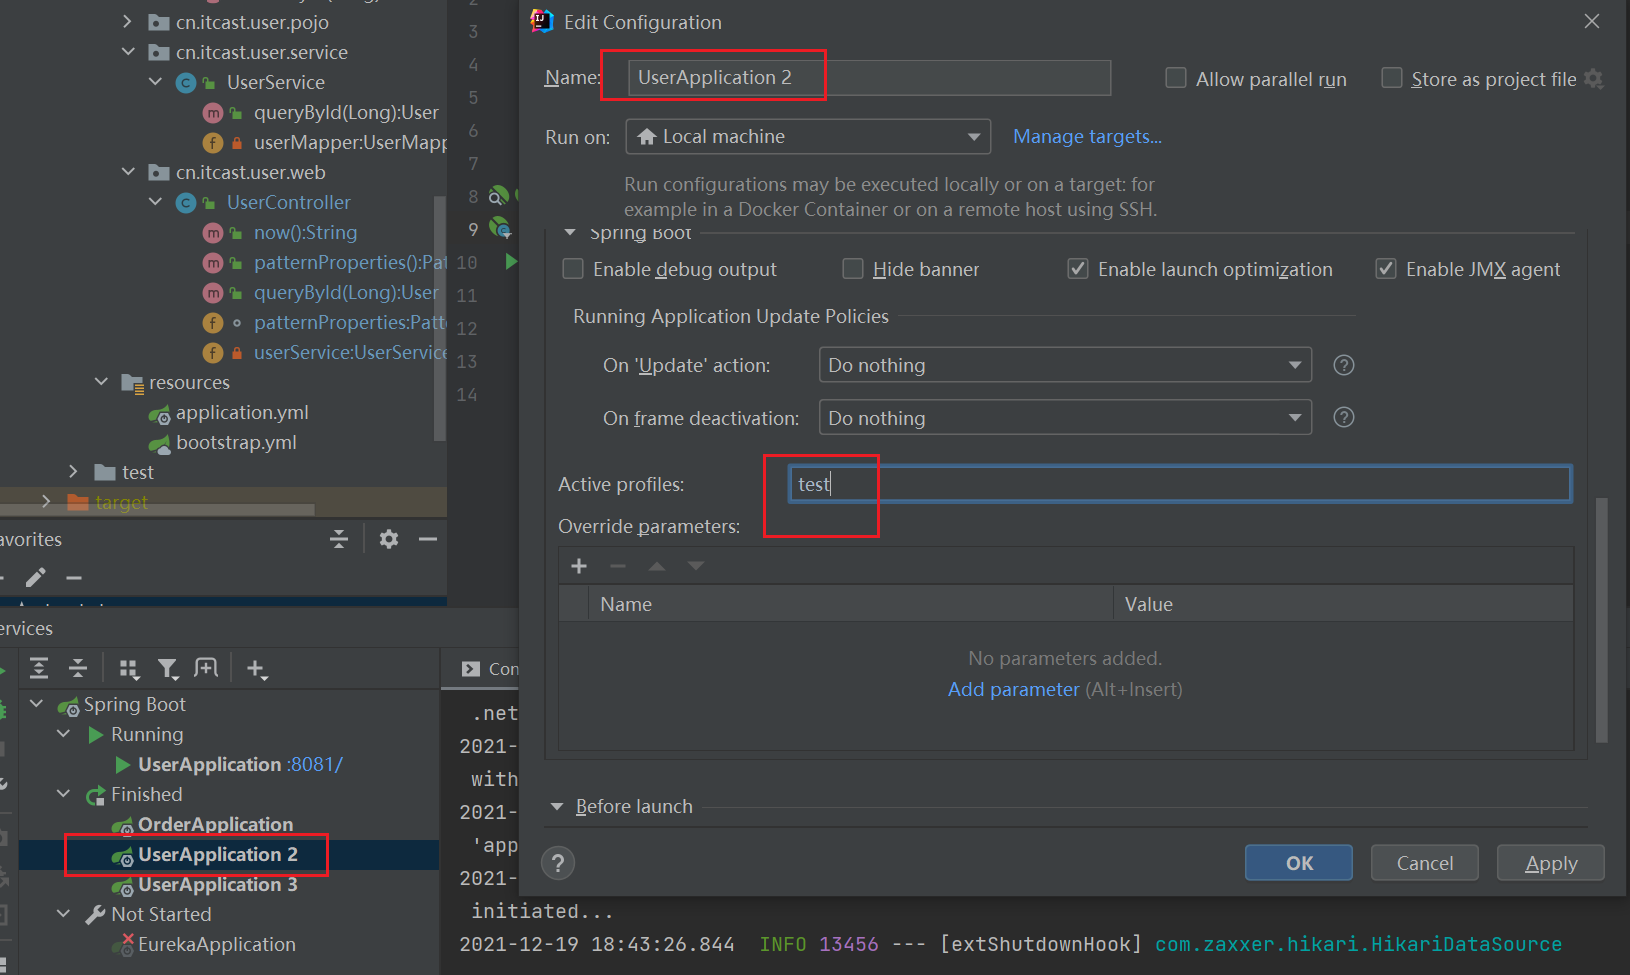 cn.itcast.user.pojo
cn.itcast.user.service
UserService
queryById(Long):User
userMapper:UserMapp
cn.itcast.user.web
UserController
now():String
patternProperties():Pat
queryById(Long):User
patternProperties:Patt
userService:UserService
resources
application.yml
bootstrap.yml
test
target
avorites
ervices
Spring Boot
Running
UserApplication :8081/
Finished
OrderApplication
UserApplication 2
UserApplication 3
Not Started
EurekaApplication
2
3
4
5
6
7
8
9
10
11
12
13
14
Edit Configuration
Name:
UserApplication 2
Allow parallel run
Store as project file
Run on:
Local machine
Manage targets...
Run configurations may be executed locally or on a target: for
example in a Docker Container or on a remote host using SSH.
Spring Boot
Enable debug output
Hide banner
Enable launch optimization
Enable JMX agent
Running Application Update Policies
On 'Update' action:
Do nothing
On frame deactivation:
Do nothing
Active profiles:
test
Override parameters:
Name
Value
No parameters added.
Add parameter (Alt+Insert)
Before launch
OK
Cancel
Apply
Con
.net
2021-
with
2021-
'app
2021-
initiated...
2021-12-19 18:43:26.844 INFO 13456 --- [extShutdownHook] com.zaxxer.hikari.HikariDataSource